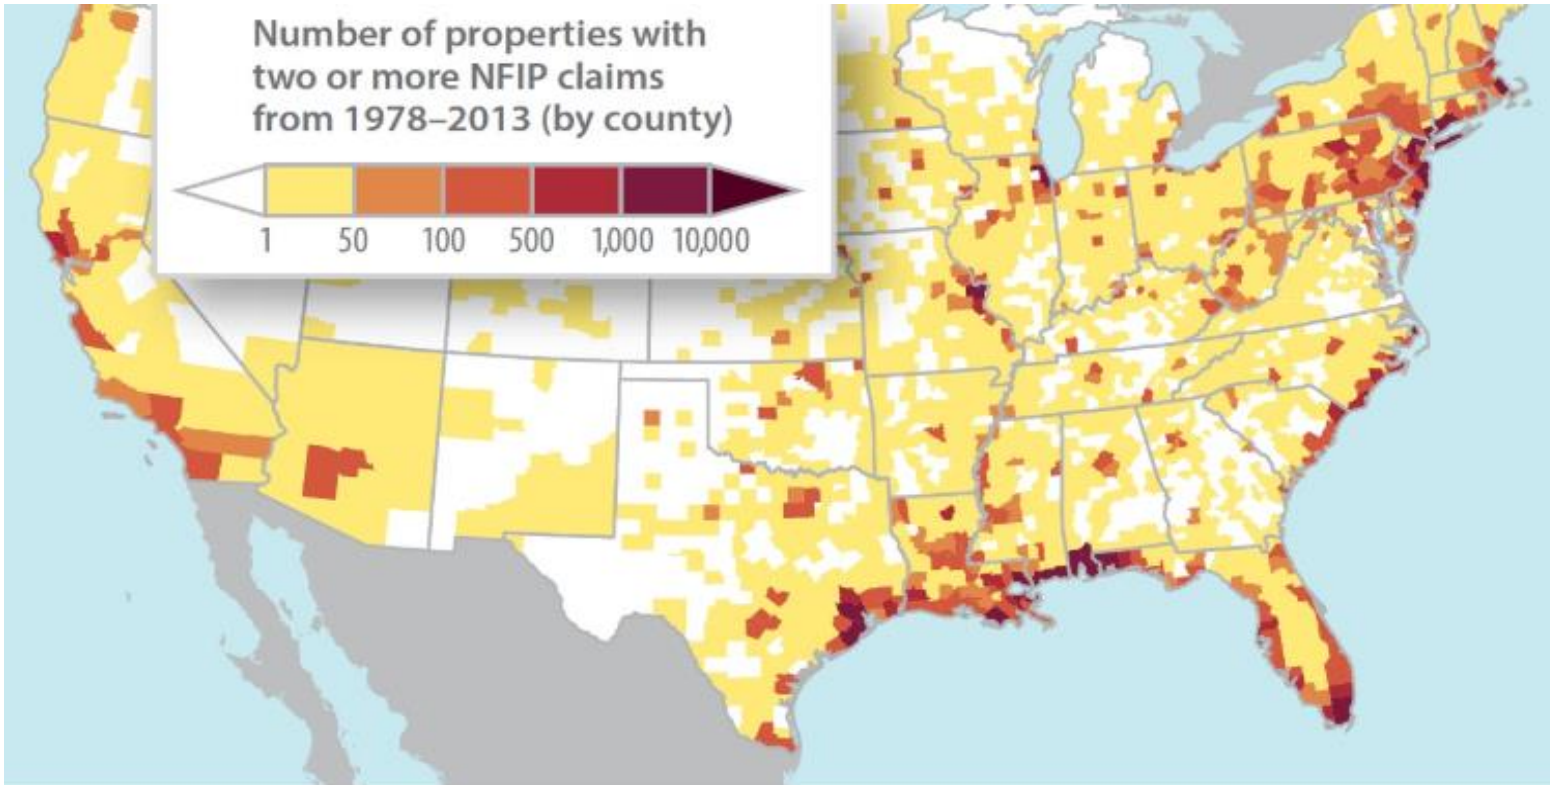 Number of properties with
two or more NFIP claims
from 1978–2013 (by county)
1 50 100 500 1,000 10,000